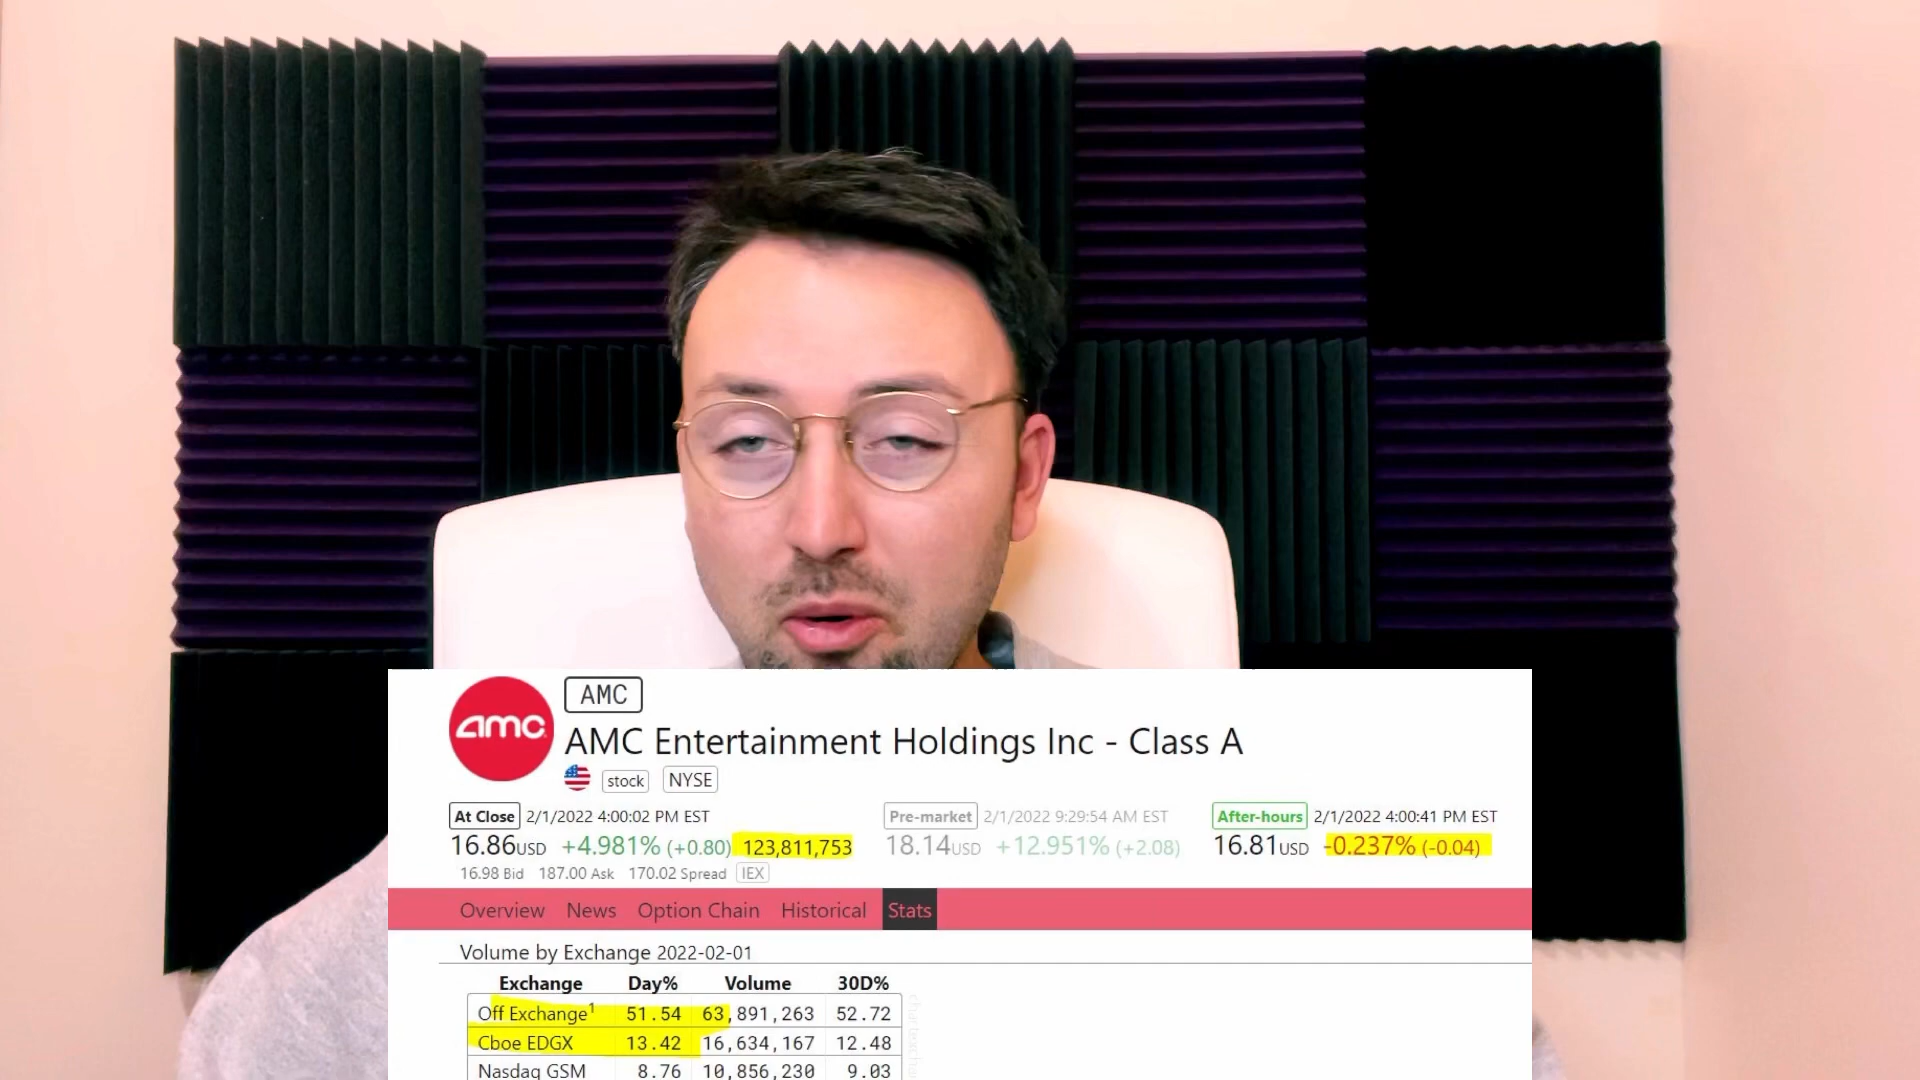 AMC
amc
AMC Entertainment Holdings Inc - Class A
stock NYSE
At Close 2/1/2022 4:00:02 PM EST Pre-market 2/1/2022 9:29:54 AM EST After-hours 2/1/2022 4:00:41 PM EST
16.86USD +4.981% (+0.80) 123,811,753 18.14USD +12.951% (+2.08) 16.81USD -0.237% (-0.04)
16.98 Bid 187.00 Ask 170.02 Spread IEX
Overview News Option Chain Historical Stats
Volume by Exchange 2022-02-01
Exchange Day% Volume 30D%
Off Exchange¹ 51.54 63,891,263 52.72
Cboe EDGX 13.42 16,634,167 12.48
Nasdaq GSM 8.76 10,856,230 9.03